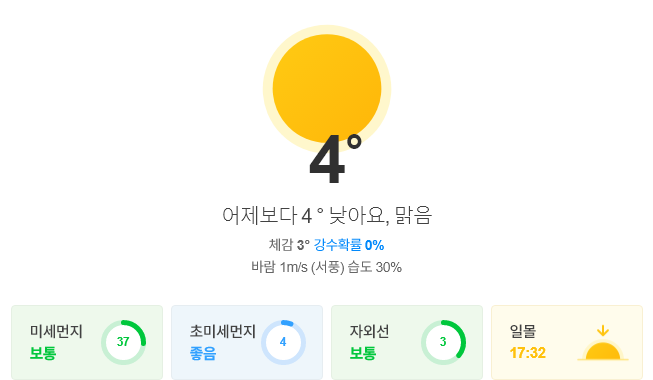 4°
어제보다 4 ° 낮아요, 맑음
체감 3° 강수확률 0%
바람 1m/s (서풍) 습도 30%
미세먼지
보통
37
초미세먼지
좋음
4
자외선
보통
3
일몰
17:32